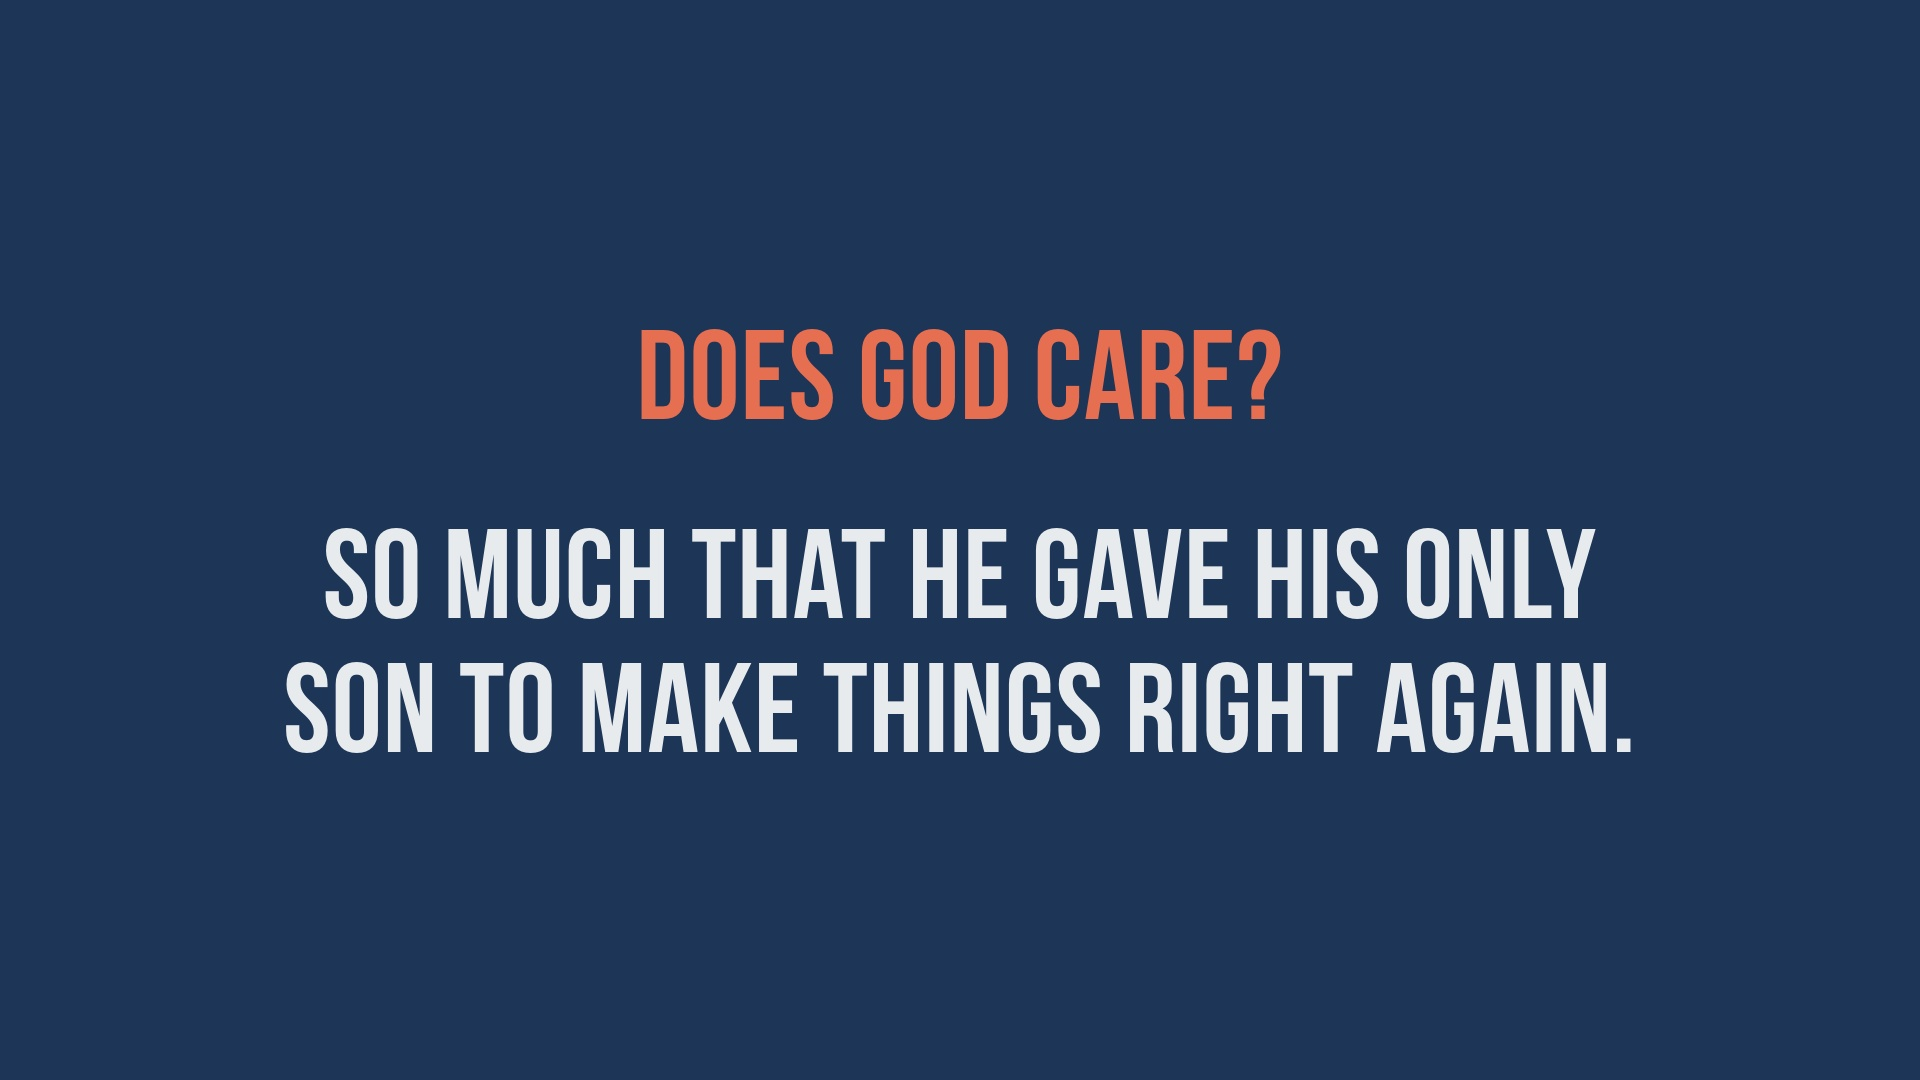 DOES GOD CARE?
SO MUCH THAT HE GAVE HIS ONLY
SON TO MAKE THINGS RIGHT AGAIN.